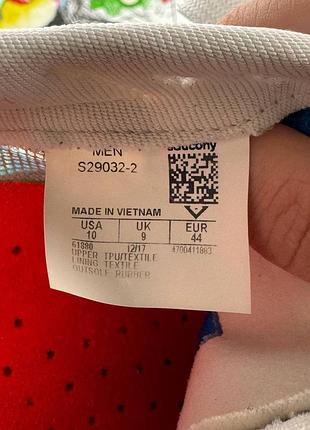 MEN
saucony
S29032-2
MADE IN VIETNAM
USA UK EUR
10 9 44
61880 12/17 4700411883
UPPER TPU/TEXTILE
LINING TEXTILE
OUTSOLE RUBBER